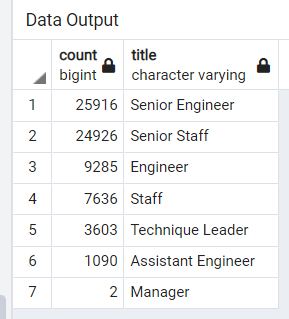 Data Output
count title
bigint character varying
1 25916 Senior Engineer
2 24926 Senior Staff
3 9285 Engineer
4 7636 Staff
5 3603 Technique Leader
6 1090 Assistant Engineer
7 2 Manager